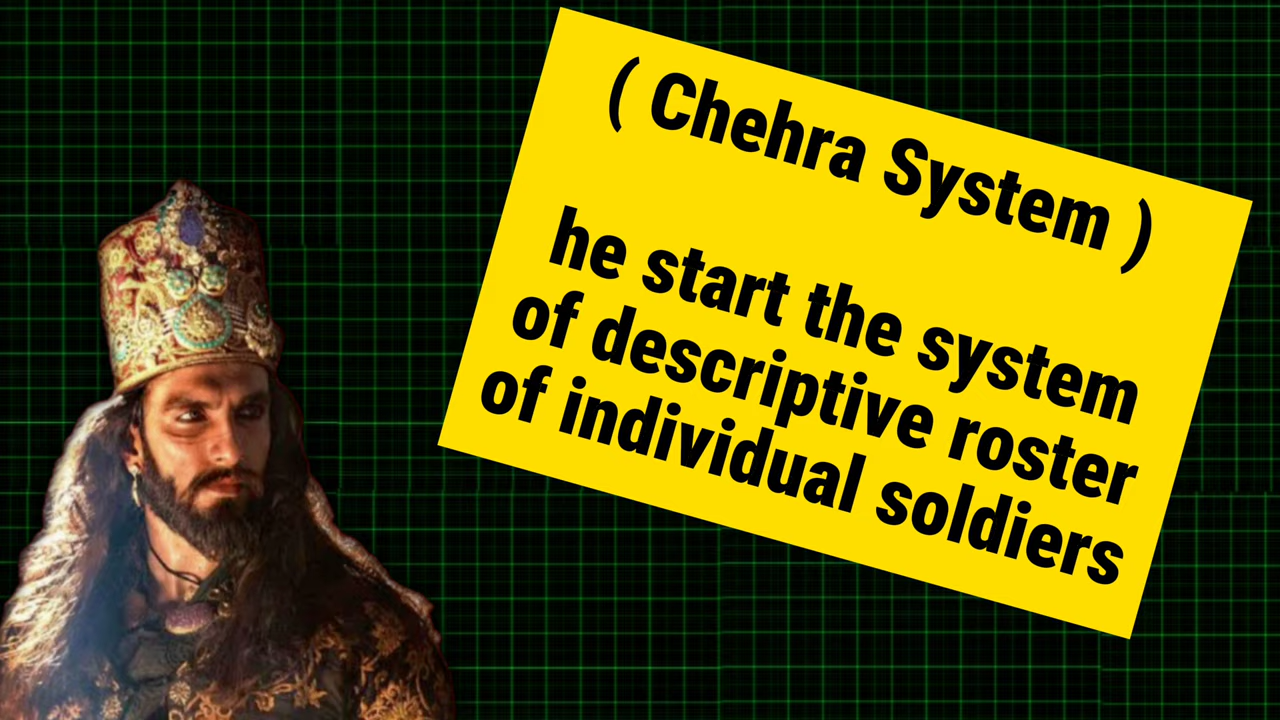 ( Chehra System )
he start the system
of descriptive roster
of individual soldiers